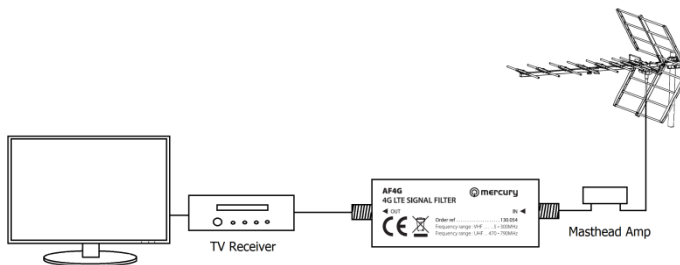 AF4G
mercury
4G LTE SIGNAL FILTER
◄ OUT
IN ◄
CE
Order ref ........................ 130.054
Frequency range : VHF ..... 5~300MHz
Frequency range : UHF .. 470~790MHz
TV Receiver
Masthead Amp